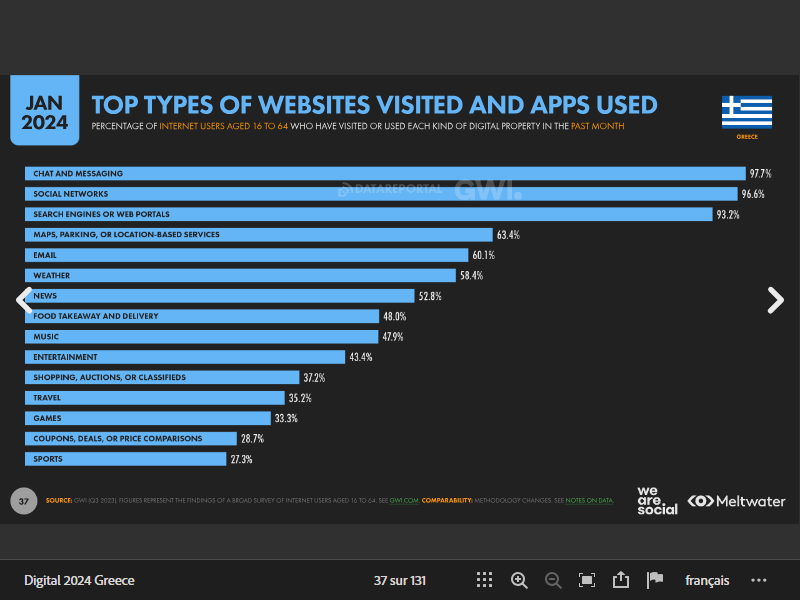 JAN
2024
TOP TYPES OF WEBSITES VISITED AND APPS USED
PERCENTAGE OF INTERNET USERS AGED 16 TO 64 WHO HAVE VISITED OR USED EACH KIND OF DIGITAL PROPERTY IN THE PAST MONTH
GREECE
CHAT AND MESSAGING 97.7%
DATAREPORTAL GWI.
SOCIAL NETWORKS 96.6%
SEARCH ENGINES OR WEB PORTALS 93.2%
MAPS, PARKING, OR LOCATION-BASED SERVICES 63.4%
EMAIL 60.1%
WEATHER 58.4%
NEWS 52.8%
FOOD TAKEAWAY AND DELIVERY 48.0%
MUSIC 47.9%
ENTERTAINMENT 43.4%
SHOPPING, AUCTIONS, OR CLASSIFIEDS 37.2%
TRAVEL 35.2%
GAMES 33.3%
COUPONS, DEALS, OR PRICE COMPARISONS 28.7%
SPORTS 27.3%
37 SOURCE: GWI (Q3 2023). FIGURES REPRESENT THE FINDINGS OF A BROAD SURVEY OF INTERNET USERS AGED 16 TO 64. SEE GWI.COM. COMPARABILITY: METHODOLOGY CHANGES. SEE NOTES ON DATA.
we
are.
social
Meltwater
Digital 2024 Greece 37 sur 131 français